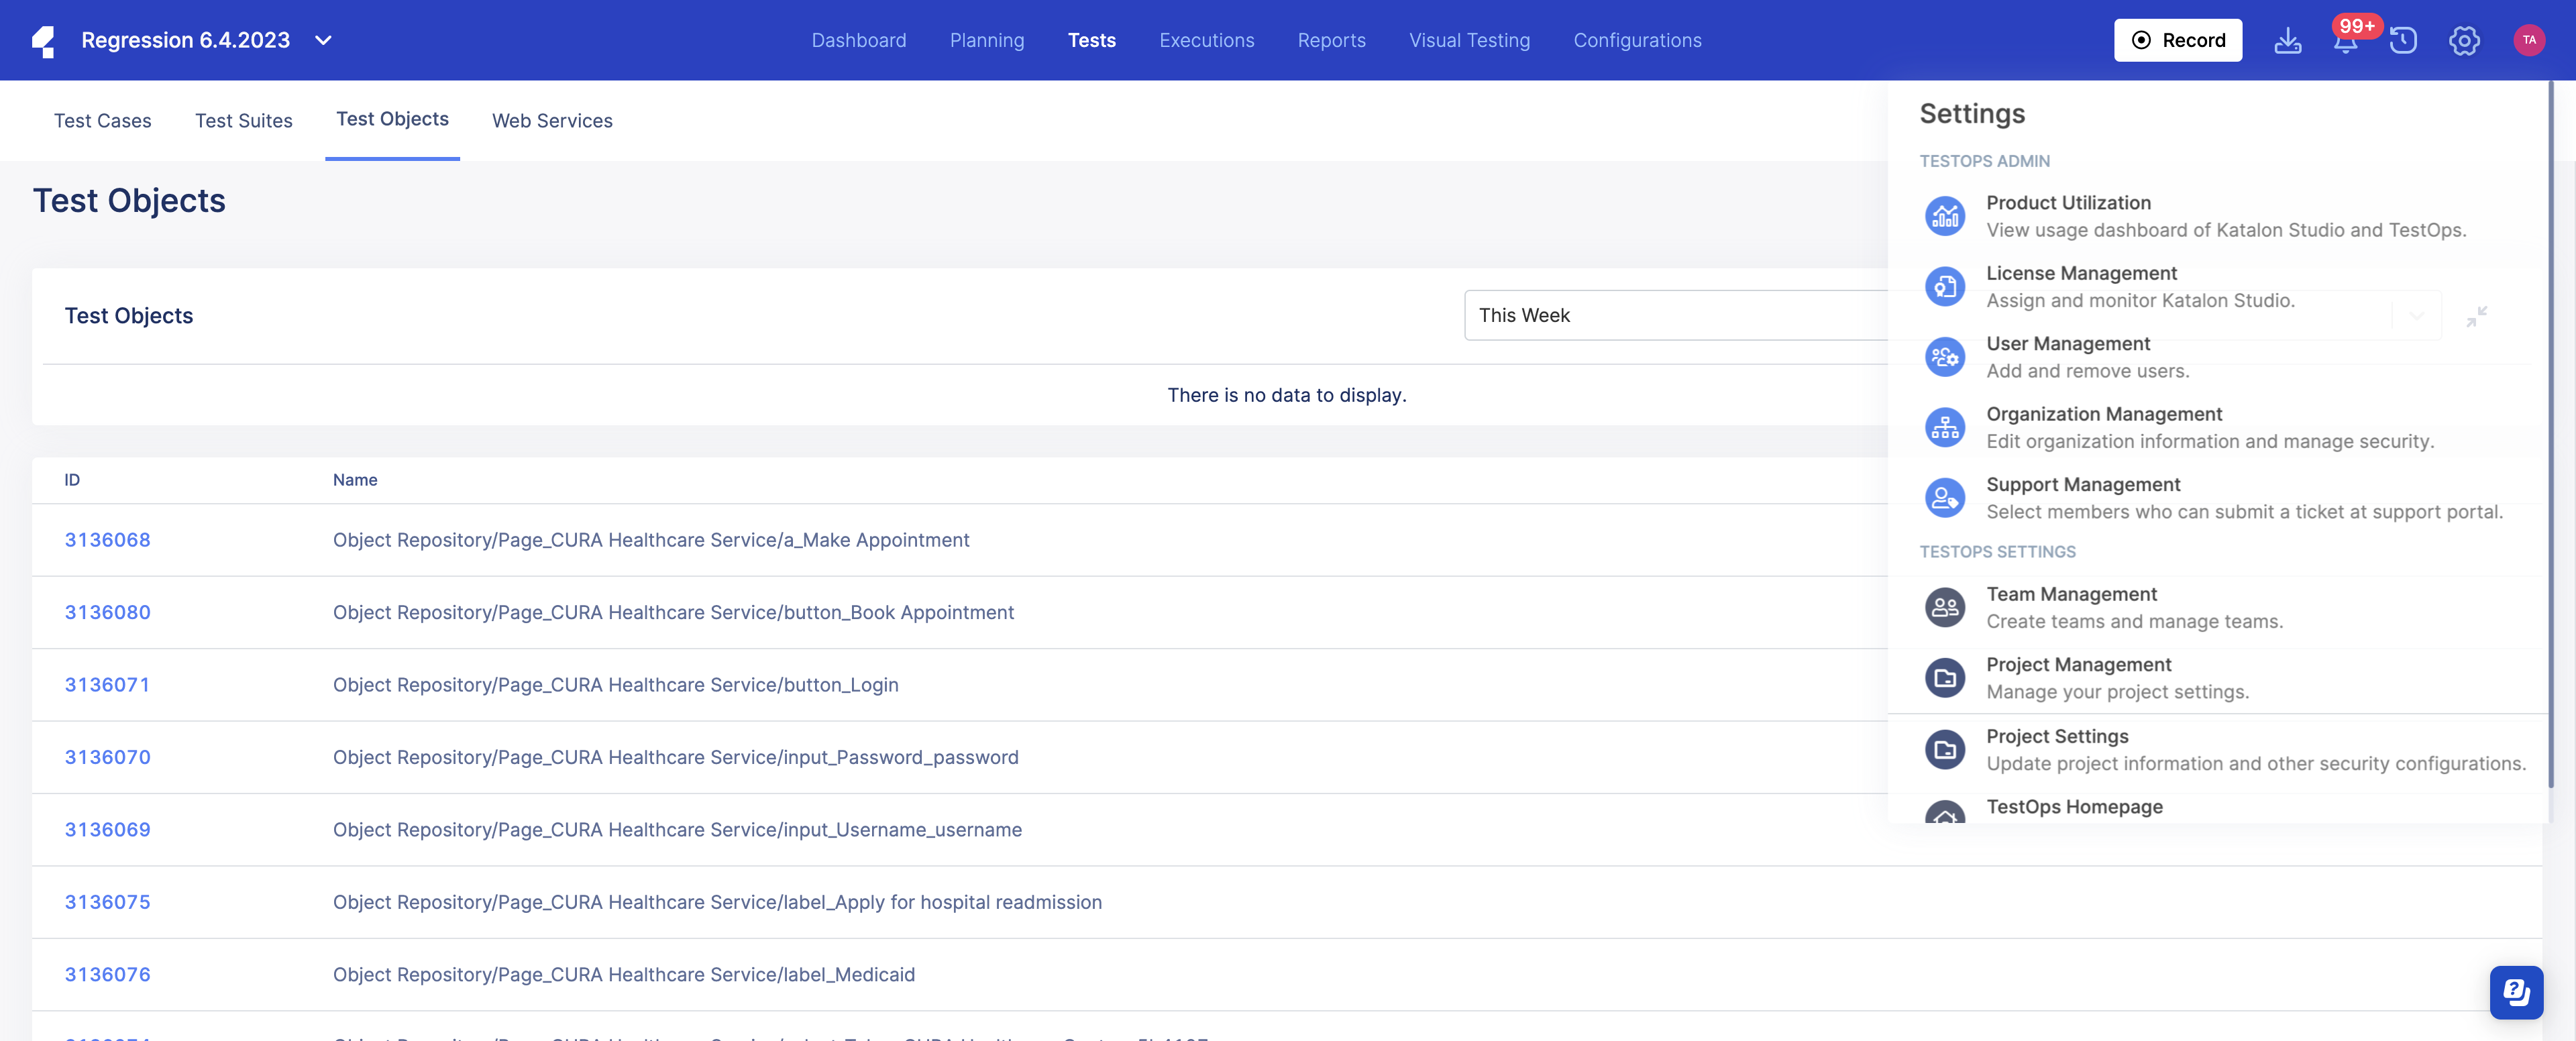 Regression 6.4.2023
Dashboard
Planning
Tests
Executions
Reports
Visual Testing
Configurations
Record
99+
TA
Test Cases
Test Suites
Test Objects
Web Services
Test Objects
Test Objects
This Week
There is no data to display.
ID
Name
3136068
Object Repository/Page_CURA Healthcare Service/a_Make Appointment
3136080
Object Repository/Page_CURA Healthcare Service/button_Book Appointment
3136071
Object Repository/Page_CURA Healthcare Service/button_Login
3136070
Object Repository/Page_CURA Healthcare Service/input_Password_password
3136069
Object Repository/Page_CURA Healthcare Service/input_Username_username
3136075
Object Repository/Page_CURA Healthcare Service/label_Apply for hospital readmission
3136076
Object Repository/Page_CURA Healthcare Service/label_Medicaid
Settings
TESTOPS ADMIN
Product Utilization
View usage dashboard of Katalon Studio and TestOps.
License Management
Assign and monitor Katalon Studio.
User Management
Add and remove users.
Organization Management
Edit organization information and manage security.
Support Management
Select members who can submit a ticket at support portal.
TESTOPS SETTINGS
Team Management
Create teams and manage teams.
Project Management
Manage your project settings.
Project Settings
Update project information and other security configurations.
TestOps Homepage